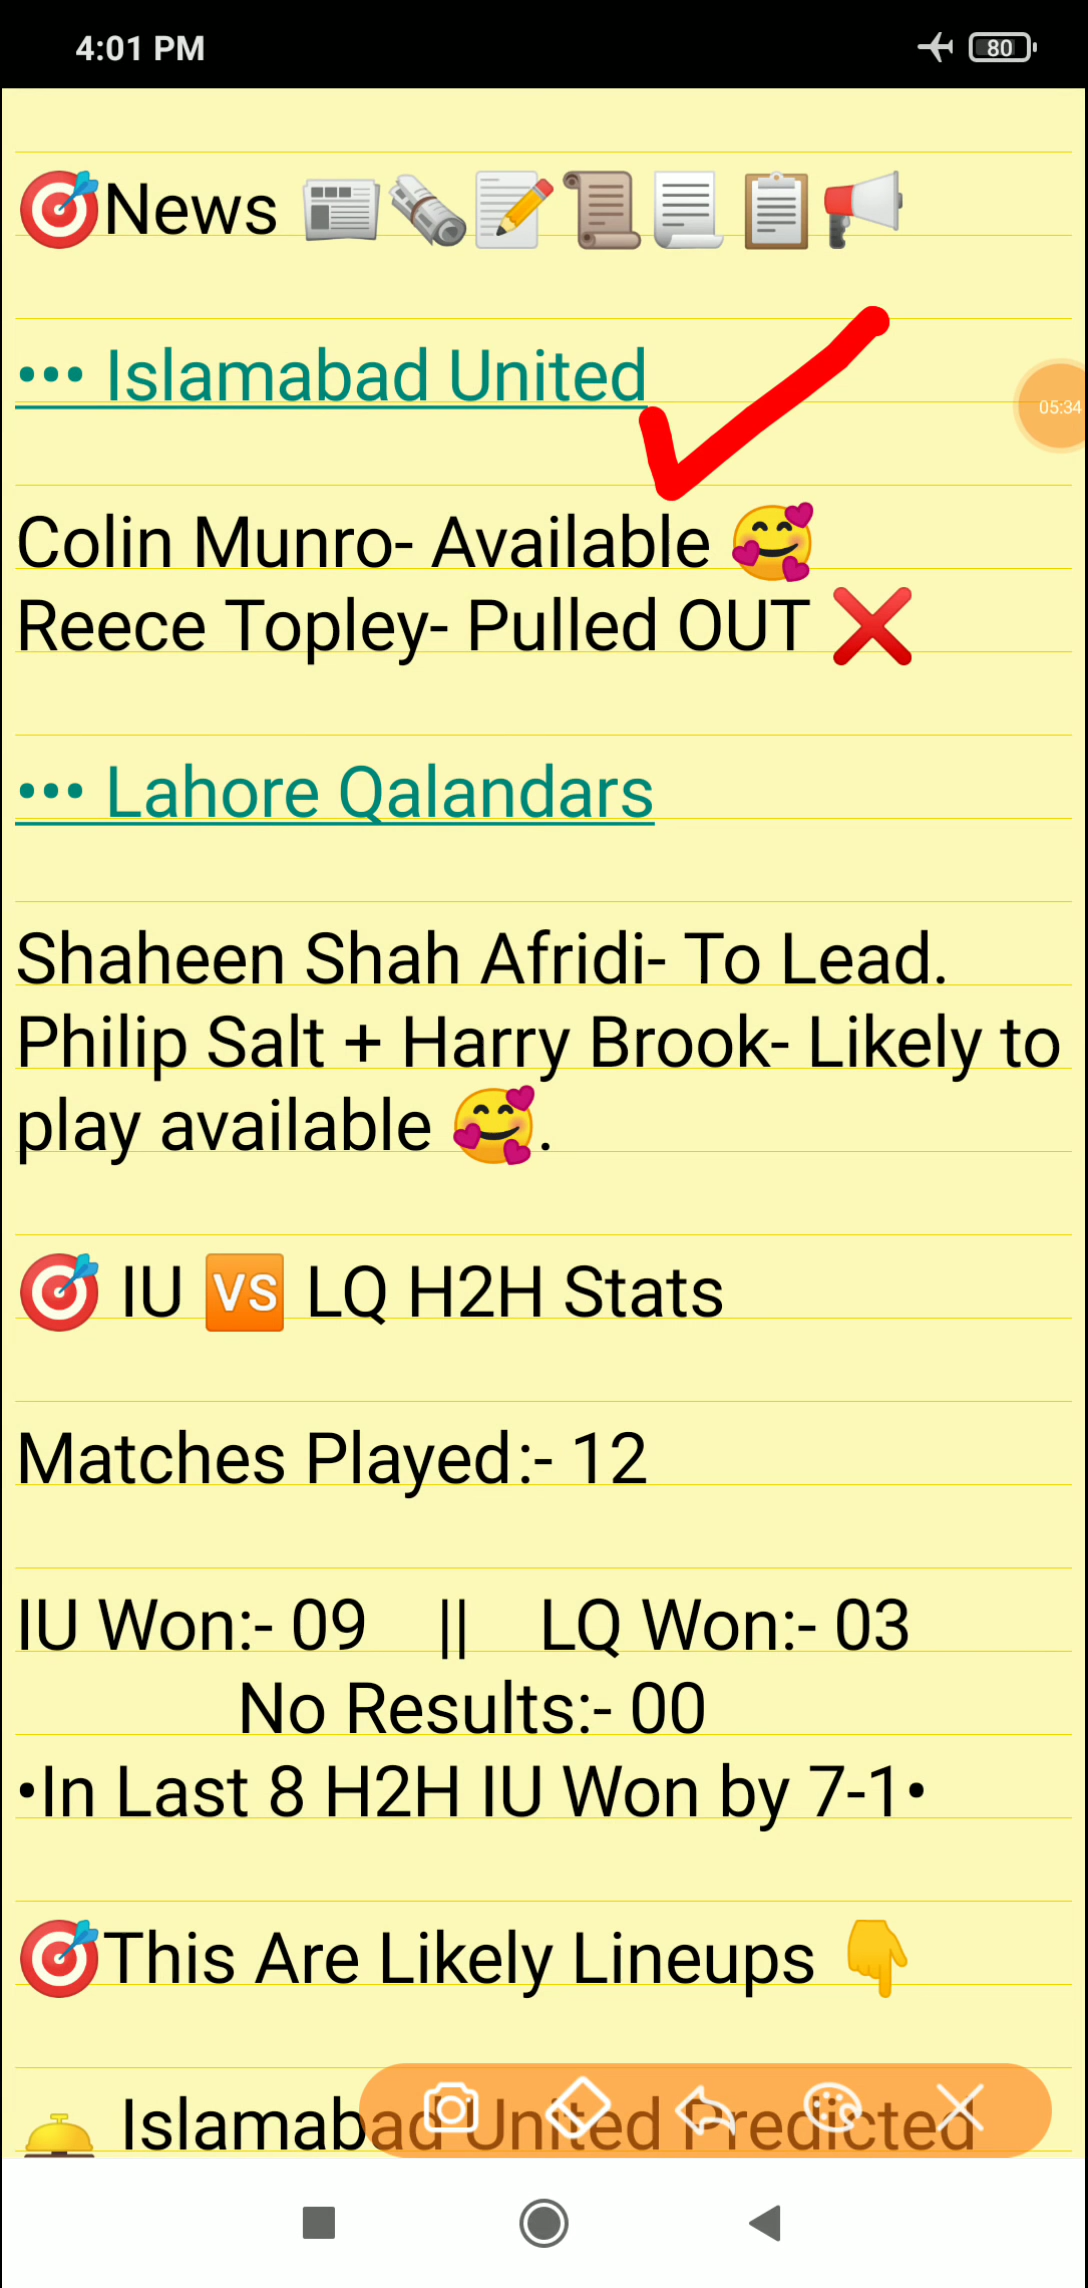 4:01 PM
80
🎯News 📰🗞️📝📜📃📋📢
••• Islamabad United
05:34
Colin Munro- Available 🥰
Reece Topley- Pulled OUT ❌
••• Lahore Qalandars
Shaheen Shah Afridi- To Lead.
Philip Salt + Harry Brook- Likely to
play available 🥰.
🎯 IU 🆚 LQ H2H Stats
Matches Played:- 12
IU Won:- 09 || LQ Won:- 03
No Results:- 00
•In Last 8 H2H IU Won by 7-1•
🎯This Are Likely Lineups 👇
🛎️ Islamabad United Predicted